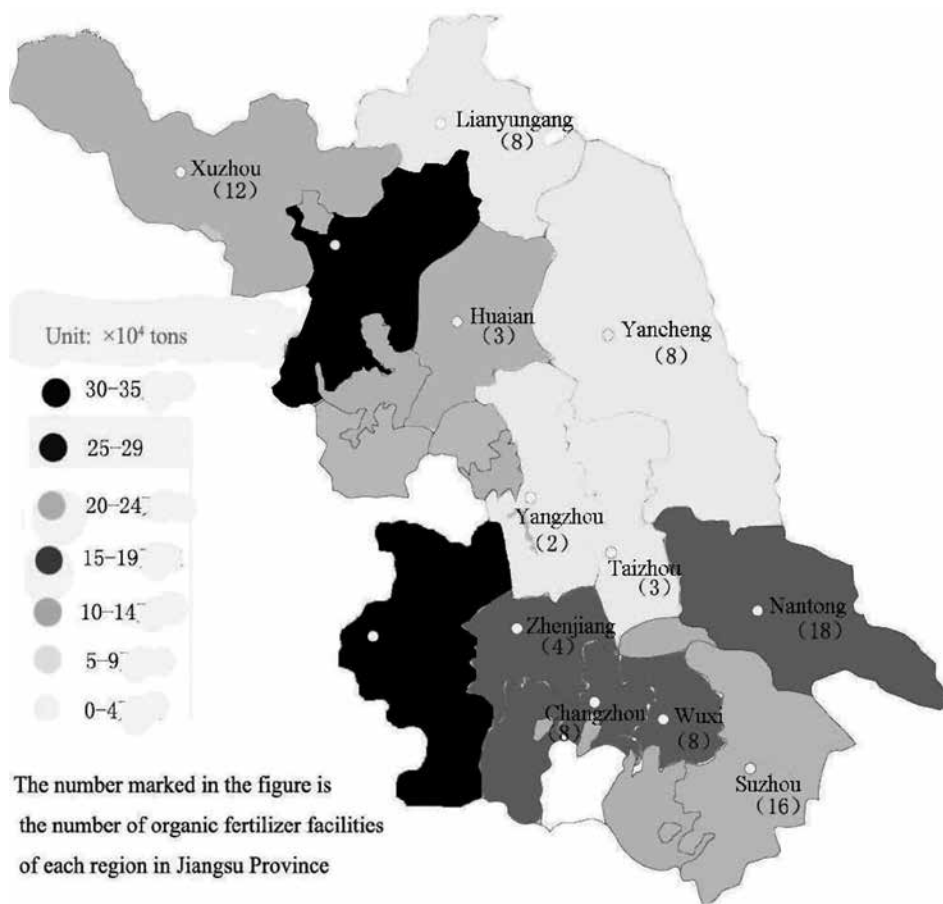 Lianyungang
(8)
Xuzhou
(12)
Huaian
(3)
Yancheng
(8)
Unit: ×10⁴ tons
30-35
25-29
20-24
15-19
10-14
5-9
0-4
Yangzhou
(2)
Taizhou
(3)
Nantong
(18)
Zhenjiang
(4)
Changzhou
(8)
Wuxi
(8)
Suzhou
(16)
The number marked in the figure is
the number of organic fertilizer facilities
of each region in Jiangsu Province